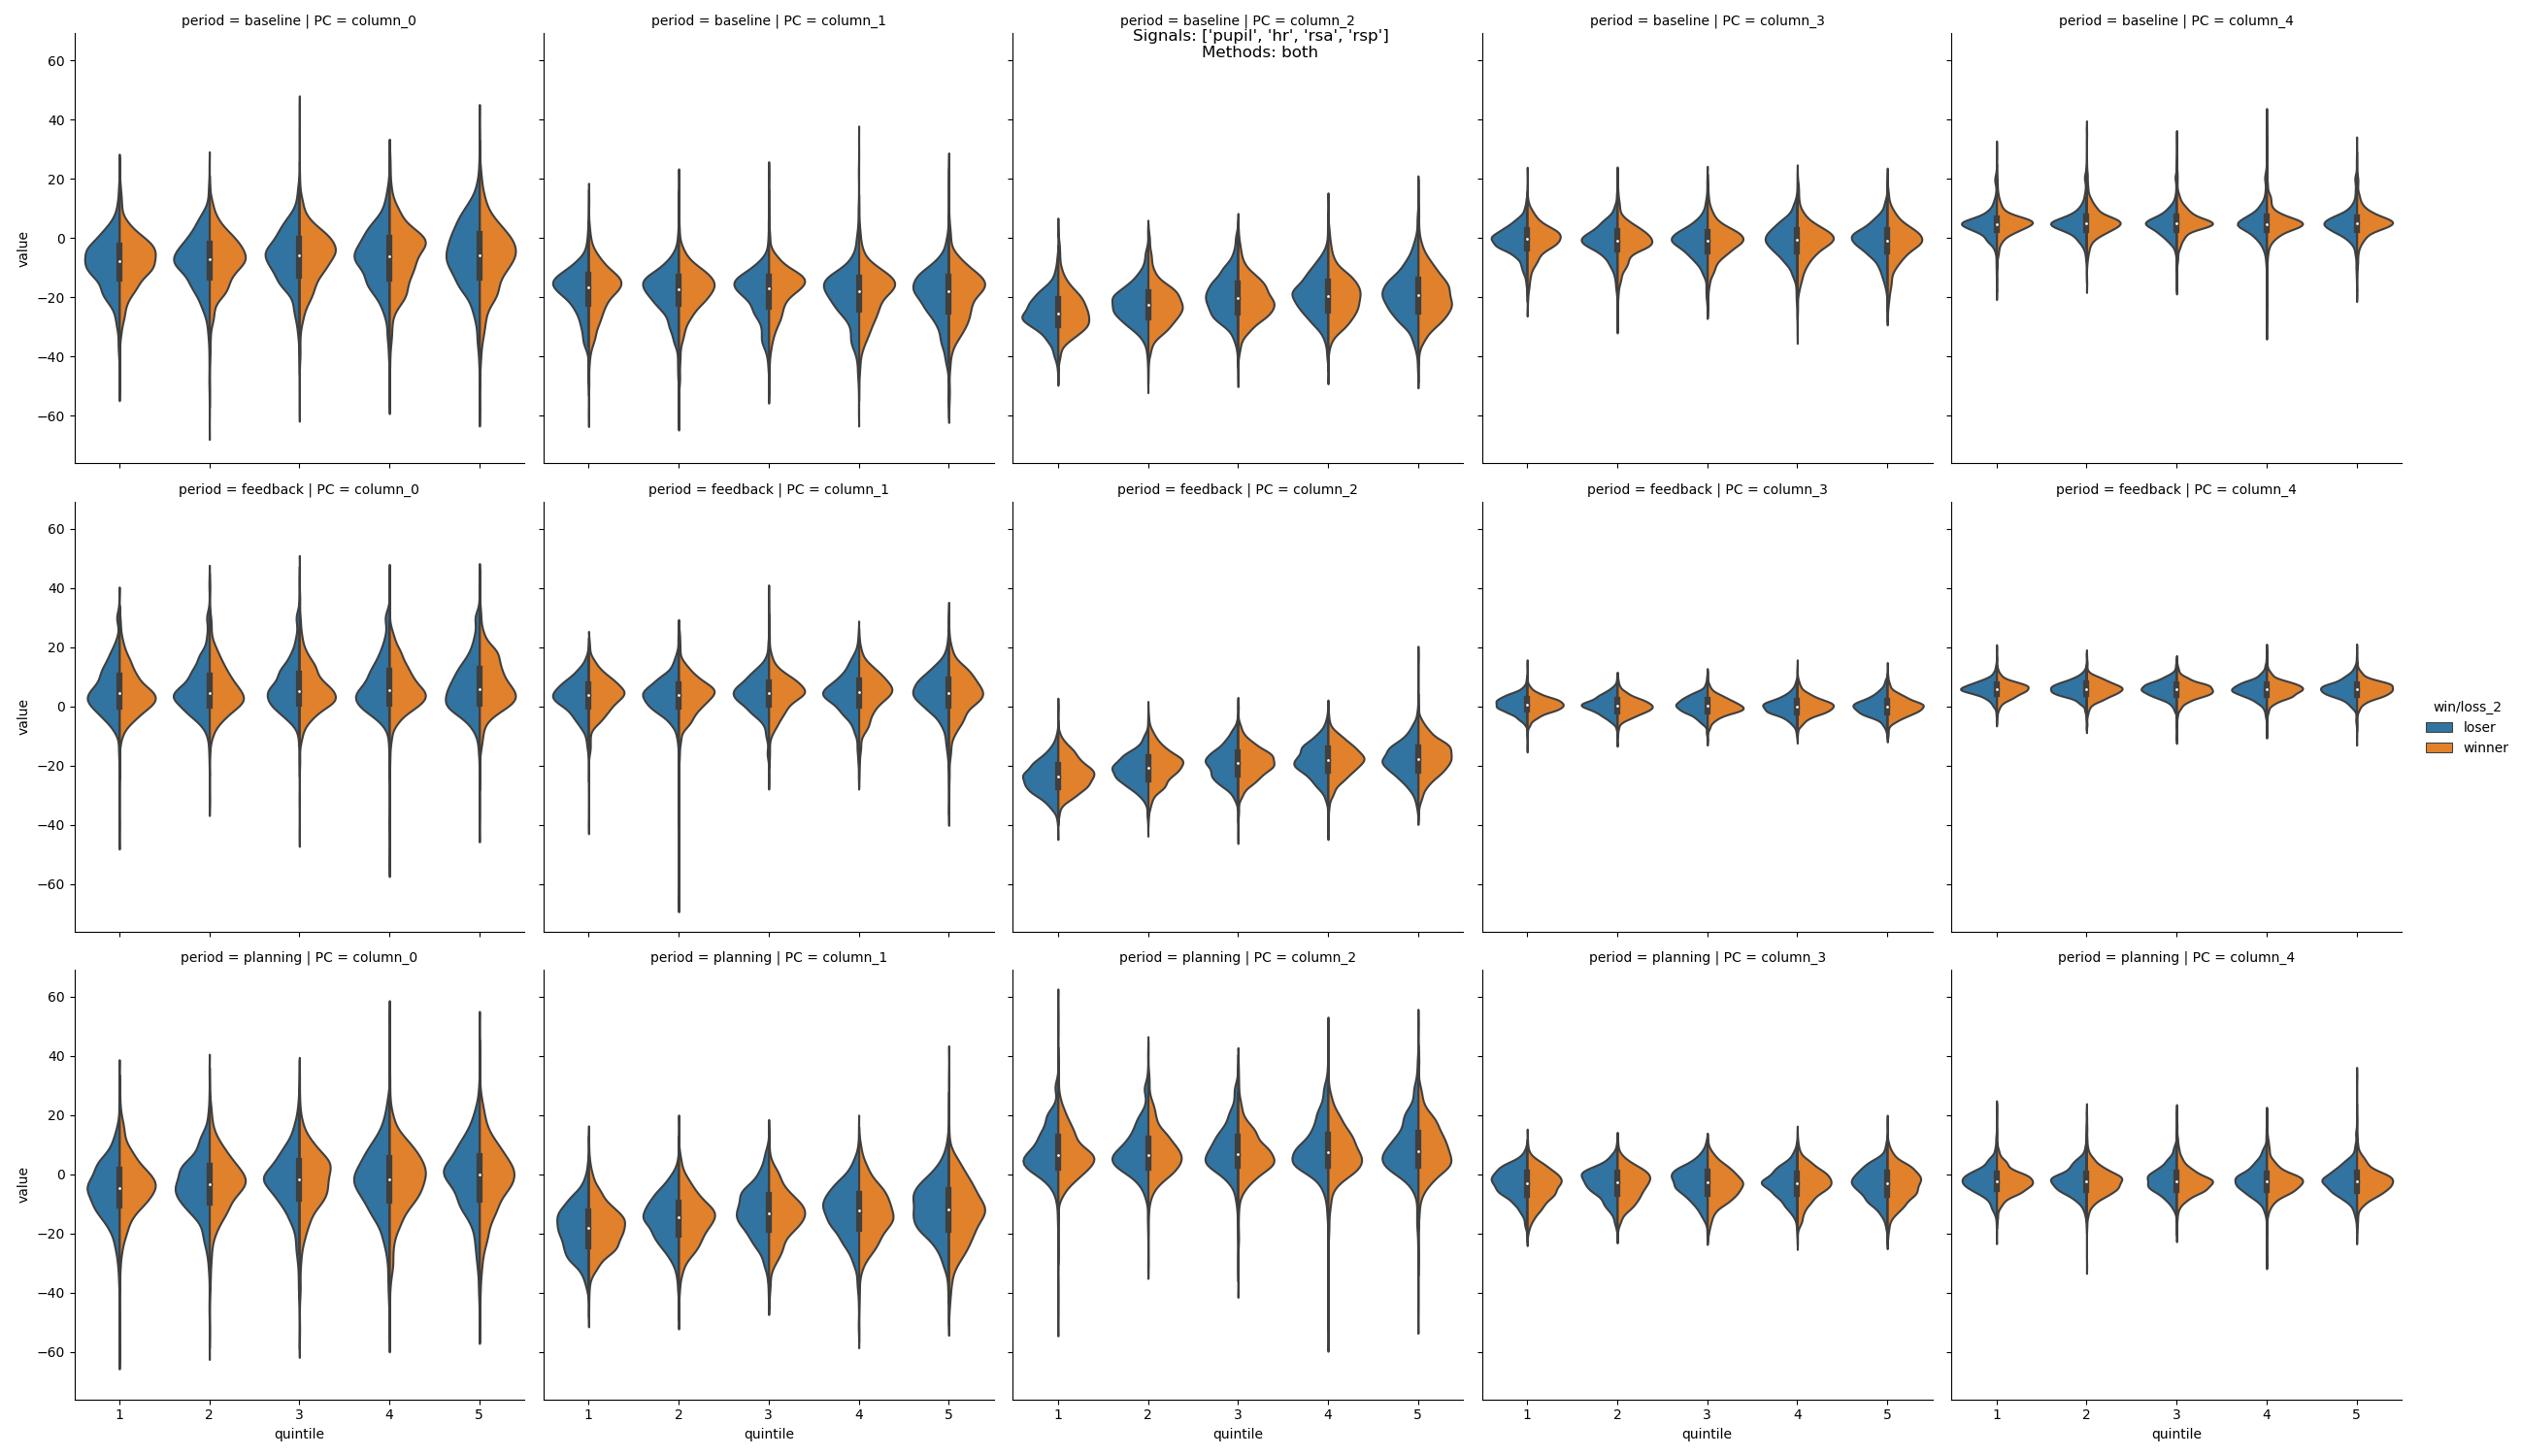 period = baseline | PC = column_0
period = baseline | PC = column_1
period = baseline | PC = column_2
period = baseline | PC = column_3
period = baseline | PC = column_4
Signals: ['pupil', 'hr', 'rsa', 'rsp']
Methods: both
60
40
20
0
−20
−40
−60
value
period = feedback | PC = column_0
period = feedback | PC = column_1
period = feedback | PC = column_2
period = feedback | PC = column_3
period = feedback | PC = column_4
60
40
20
0
−20
−40
−60
value
win/loss_2
loser
winner
period = planning | PC = column_0
period = planning | PC = column_1
period = planning | PC = column_2
period = planning | PC = column_3
period = planning | PC = column_4
60
40
20
0
−20
−40
−60
value
1 2 3 4 5
1 2 3 4 5
1 2 3 4 5
1 2 3 4 5
1 2 3 4 5
quintile
quintile
quintile
quintile
quintile